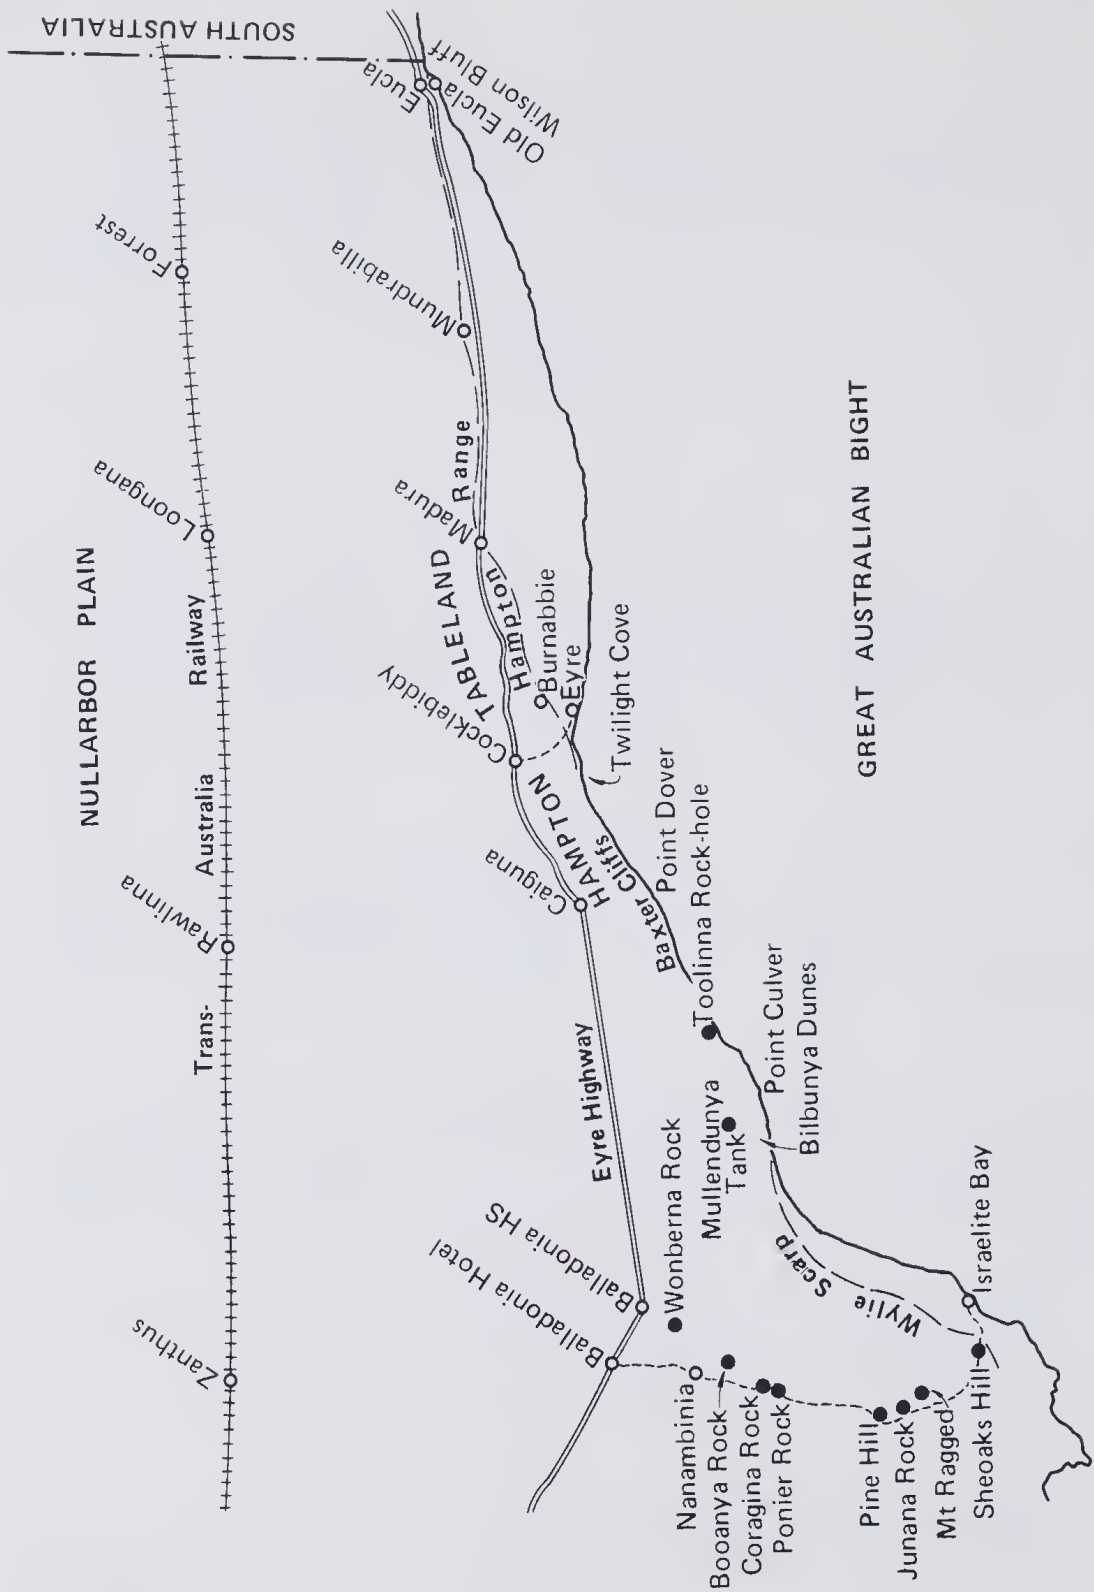 SOUTH AUSTRALIA
NULLARBOR PLAIN
Zanthus
Rawlinna
Loongana
Forrest
Trans-
Australia
Railway
Eucla
Old Eucla
Wilson Bluff
Mundrabilla
Madura
Hampton
Range
Cocklebiddy
Caiguna
HAMPTON
TABLELAND
Burnabbie
Eyre
Twilight Cove
Baxter Cliffs
Point Dover
Toolinna Rock-hole
Eyre Highway
Balladonia HS
Balladonia Hotel
Wonberna Rock
Mullendunya
Tank
Point Culver
Bilbunya Dunes
Wylie Scarp
Israelite Bay
Nanambinia
Booanya Rock
Coragina Rock
Ponier Rock
Pine Hill
Junana Rock
Mt Ragged
Sheoaks Hill
GREAT AUSTRALIAN BIGHT